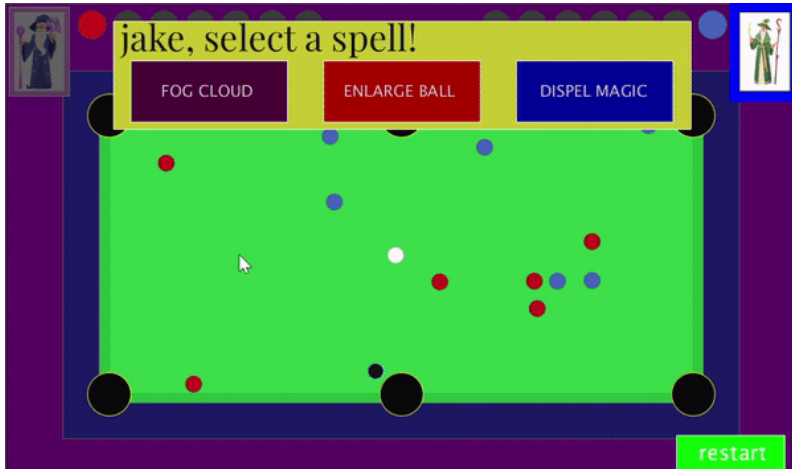 jake, select a spell!
FOG CLOUD
ENLARGE BALL
DISPEL MAGIC
restart